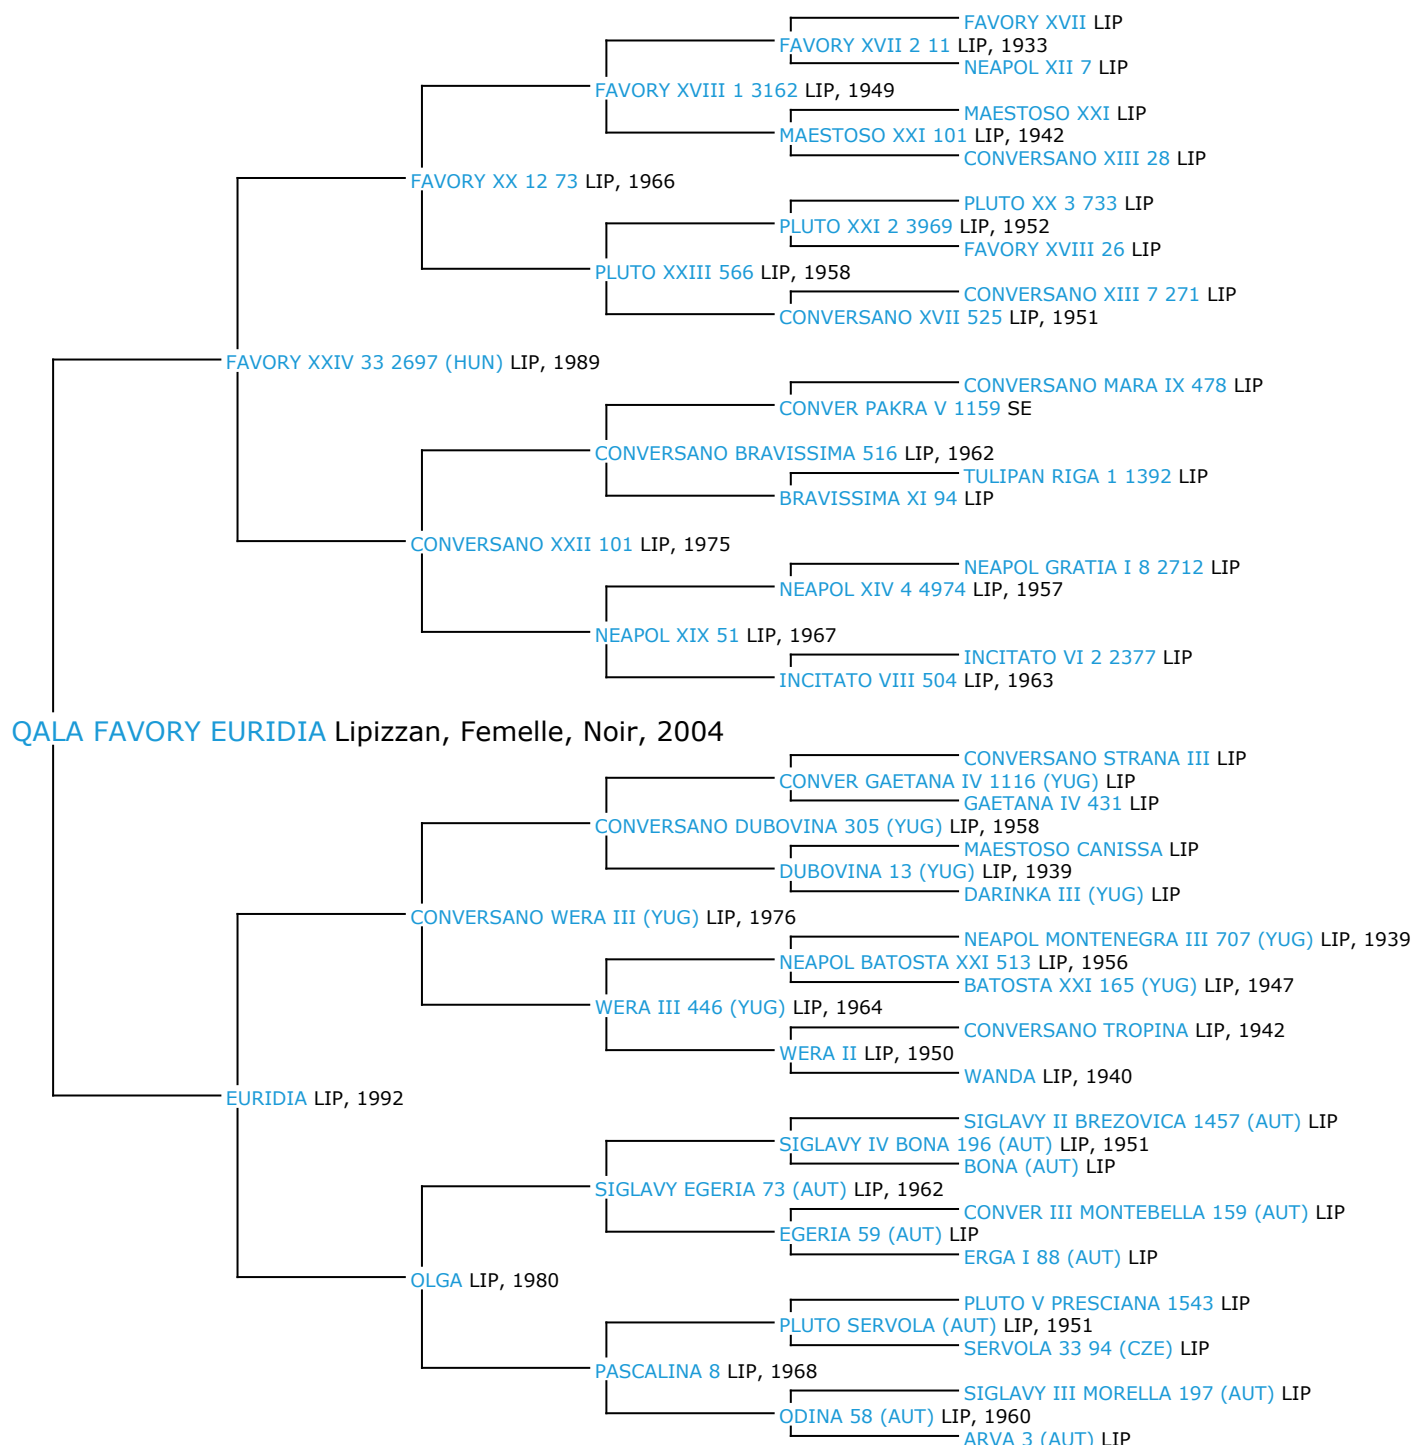 FAVORY XVII LIP
FAVORY XVII 2 11 LIP, 1933
NEAPOL XII 7 LIP
FAVORY XVIII 1 3162 LIP, 1949
MAESTOSO XXI LIP
MAESTOSO XXI 101 LIP, 1942
CONVERSANO XIII 28 LIP
FAVORY XX 12 73 LIP, 1966
PLUTO XX 3 733 LIP
PLUTO XXI 2 3969 LIP, 1952
FAVORY XVIII 26 LIP
PLUTO XXIII 566 LIP, 1958
CONVERSANO XIII 7 271 LIP
CONVERSANO XVII 525 LIP, 1951
FAVORY XXIV 33 2697 (HUN) LIP, 1989
CONVERSANO MARA IX 478 LIP
CONVER PAKRA V 1159 SE
CONVERSANO BRAVISSIMA 516 LIP, 1962
TULIPAN RIGA 1 1392 LIP
BRAVISSIMA XI 94 LIP
CONVERSANO XXII 101 LIP, 1975
NEAPOL GRATIA I 8 2712 LIP
NEAPOL XIV 4 4974 LIP, 1957
NEAPOL XIX 51 LIP, 1967
INCITATO VI 2 2377 LIP
INCITATO VIII 504 LIP, 1963
QALA FAVORY EURIDIA Lipizzan, Femelle, Noir, 2004
CONVERSANO STRANA III LIP
CONVER GAETANA IV 1116 (YUG) LIP
GAETANA IV 431 LIP
CONVERSANO DUBOVINA 305 (YUG) LIP, 1958
MAESTOSO CANISSA LIP
DUBOVINA 13 (YUG) LIP, 1939
DARINKA III (YUG) LIP
CONVERSANO WERA III (YUG) LIP, 1976
NEAPOL MONTENEGRA III 707 (YUG) LIP, 1939
NEAPOL BATOSTA XXI 513 LIP, 1956
BATOSTA XXI 165 (YUG) LIP, 1947
WERA III 446 (YUG) LIP, 1964
CONVERSANO TROPINA LIP, 1942
WERA II LIP, 1950
WANDA LIP, 1940
EURIDIA LIP, 1992
SIGLAVY II BREZOVICA 1457 (AUT) LIP
SIGLAVY IV BONA 196 (AUT) LIP, 1951
BONA (AUT) LIP
SIGLAVY EGERIA 73 (AUT) LIP, 1962
CONVER III MONTEBELLA 159 (AUT) LIP
EGERIA 59 (AUT) LIP
ERGA I 88 (AUT) LIP
OLGA LIP, 1980
PLUTO V PRESCIANA 1543 LIP
PLUTO SERVOLA (AUT) LIP, 1951
SERVOLA 33 94 (CZE) LIP
PASCALINA 8 LIP, 1968
SIGLAVY III MORELLA 197 (AUT) LIP
ODINA 58 (AUT) LIP, 1960
ARVA 3 (AUT) LIP